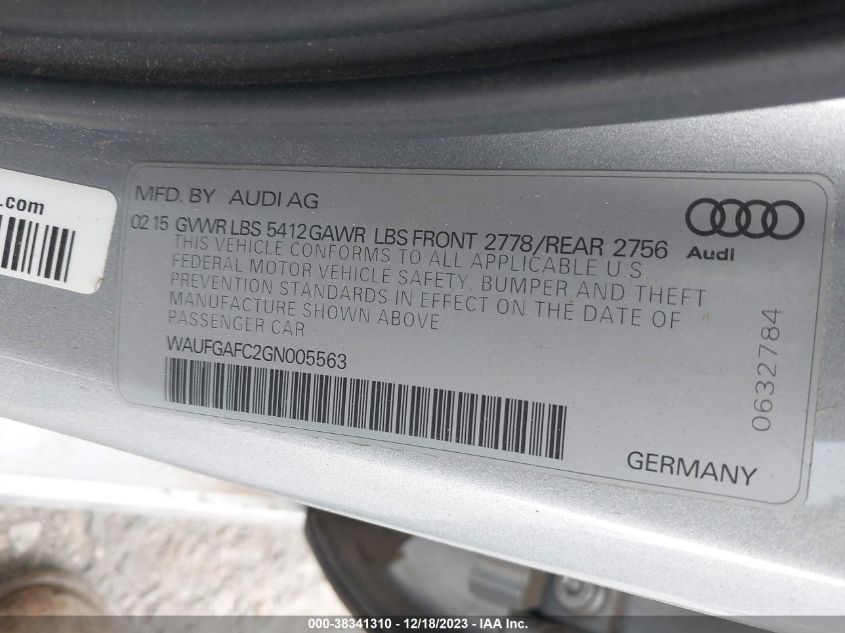 .com
MFD. BY AUDI AG
02 15 GVWR LBS 5412 GAWR LBS FRONT 2778/REAR 2756
THIS VEHICLE CONFORMS TO ALL APPLICABLE U.S.
FEDERAL MOTOR VEHICLE SAFETY, BUMPER AND THEFT
PREVENTION STANDARDS IN EFFECT ON THE DATE OF
MANUFACTURE SHOWN ABOVE
PASSENGER CAR
WAUFGAFC2GN005563
Audi
0632784
GERMANY
000-38341310 - 12/18/2023 - IAA Inc.